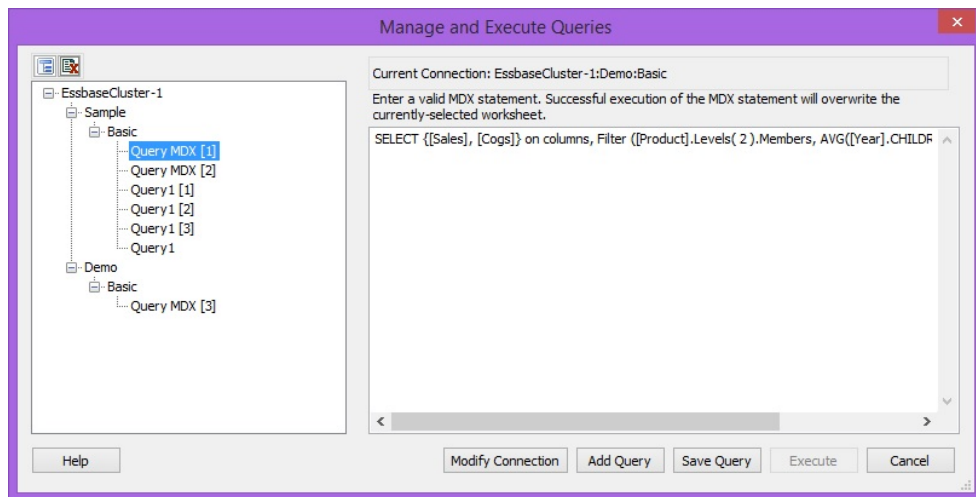 Manage and Execute Queries
EssbaseCluster-1
Sample
Basic
Query MDX [1]
Query MDX [2]
Query1 [1]
Query1 [2]
Query1 [3]
Query1
Demo
Basic
Query MDX [3]
Current Connection: EssbaseCluster-1:Demo:Basic
Enter a valid MDX statement. Successful execution of the MDX statement will overwrite the
currently-selected worksheet.
SELECT {[Sales], [Cogs]} on columns, Filter ([Product].Levels( 2 ).Members, AVG([Year].CHILDR
Help
Modify Connection
Add Query
Save Query
Execute
Cancel